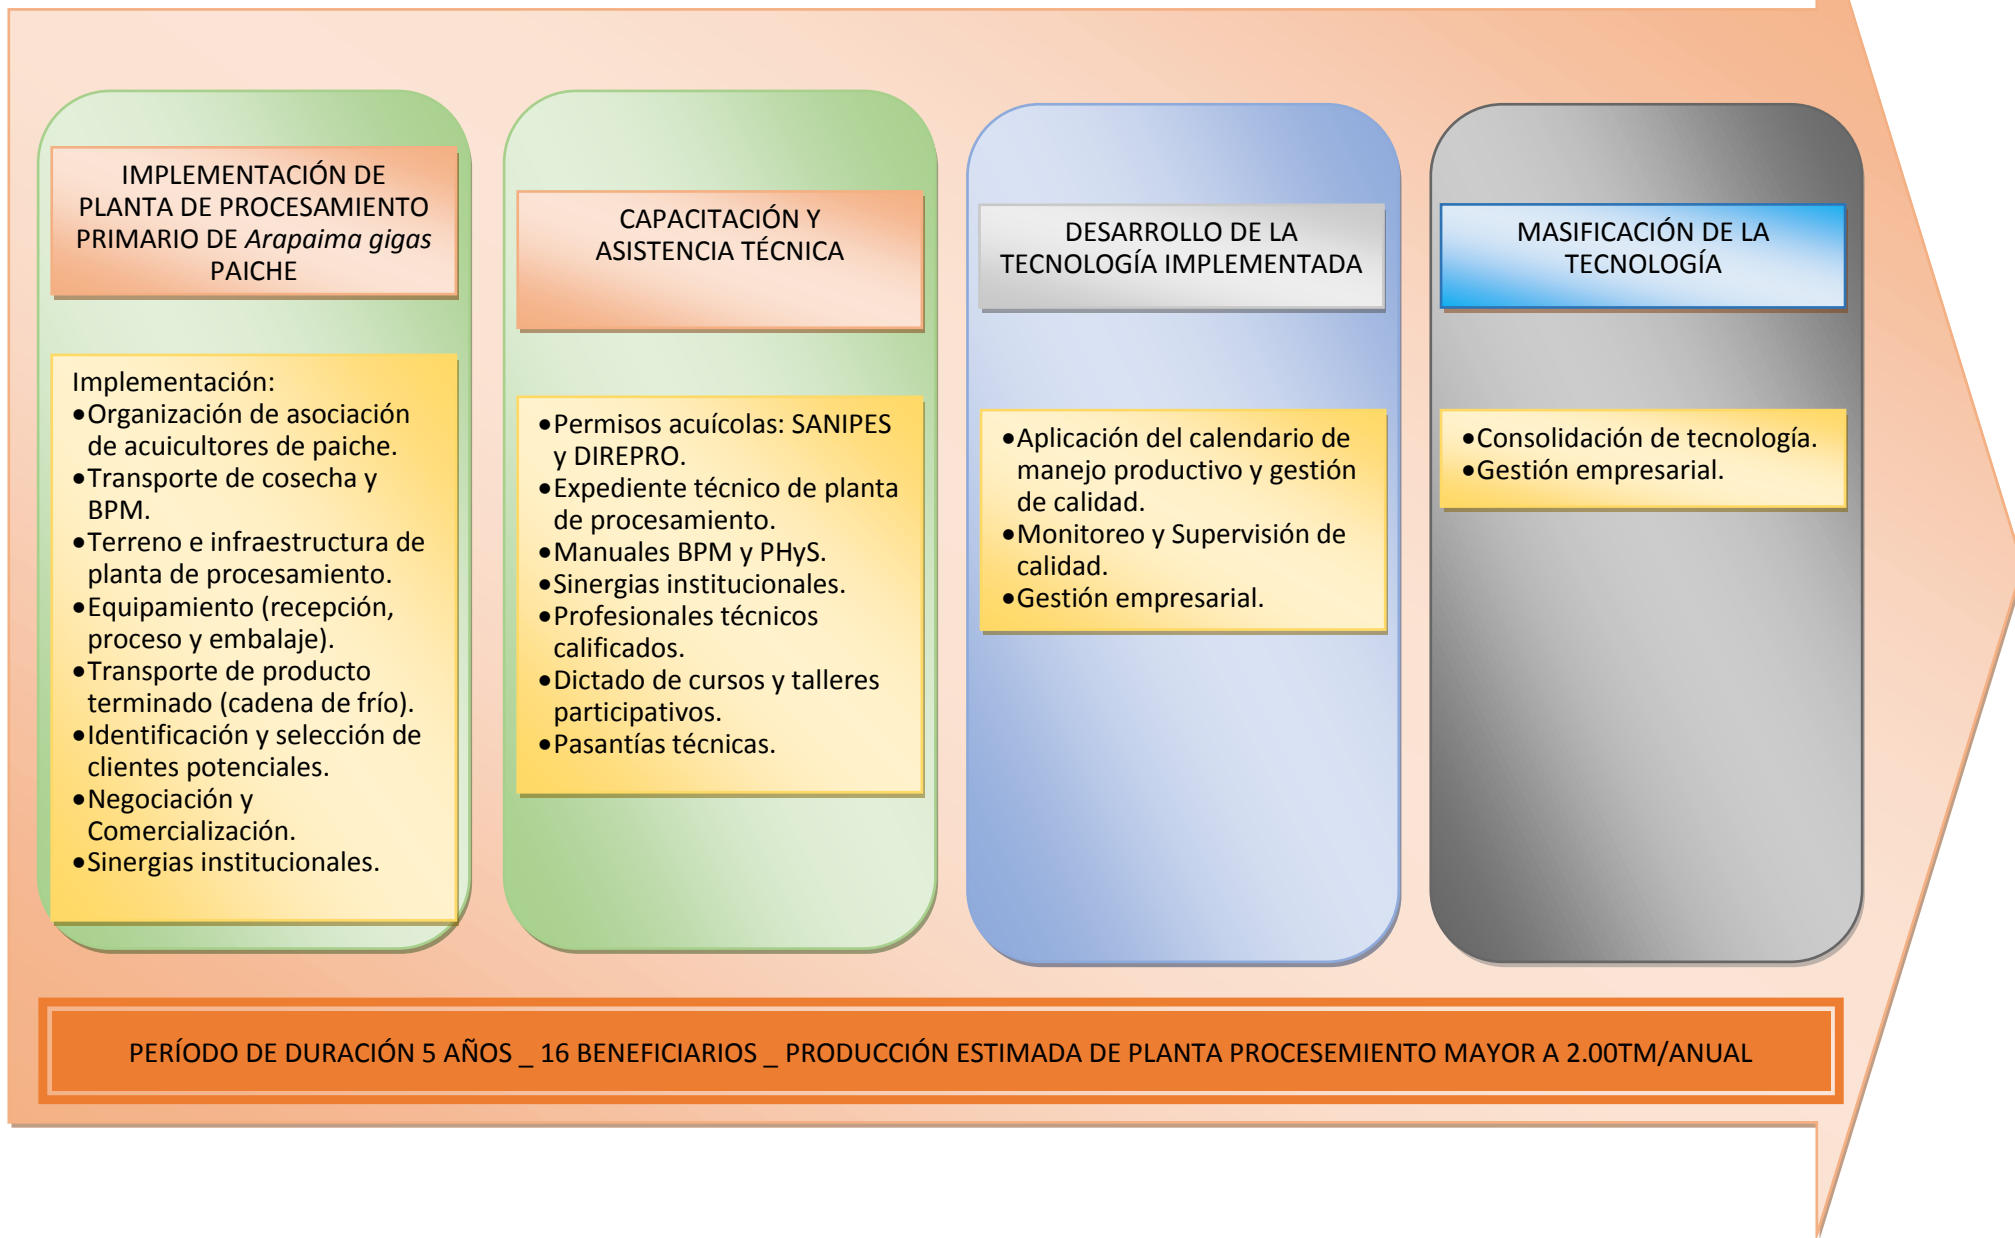 IMPLEMENTACIÓN DE
PLANTA DE PROCESAMIENTO
PRIMARIO DE Arapaima gigas
PAICHE
Implementación:
•Organización de asociación
de acuicultores de paiche.
•Transporte de cosecha y
BPM.
•Terreno e infraestructura de
planta de procesamiento.
•Equipamiento (recepción,
proceso y embalaje).
•Transporte de producto
terminado (cadena de frío).
•Identificación y selección de
clientes potenciales.
•Negociación y
Comercialización.
•Sinergias institucionales.
CAPACITACIÓN Y
ASISTENCIA TÉCNICA
•Permisos acuícolas: SANIPES
y DIREPRO.
•Expediente técnico de planta
de procesamiento.
•Manuales BPM y PHyS.
•Sinergias institucionales.
•Profesionales técnicos
calificados.
•Dictado de cursos y talleres
participativos.
•Pasantías técnicas.
DESARROLLO DE LA
TECNOLOGÍA IMPLEMENTADA
•Aplicación del calendario de
manejo productivo y gestión
de calidad.
•Monitoreo y Supervisión de
calidad.
•Gestión empresarial.
MASIFICACIÓN DE LA
TECNOLOGÍA
•Consolidación de tecnología.
•Gestión empresarial.
PERÍODO DE DURACIÓN 5 AÑOS _ 16 BENEFICIARIOS _ PRODUCCIÓN ESTIMADA DE PLANTA PROCESEMIENTO MAYOR A 2.00TM/ANUAL